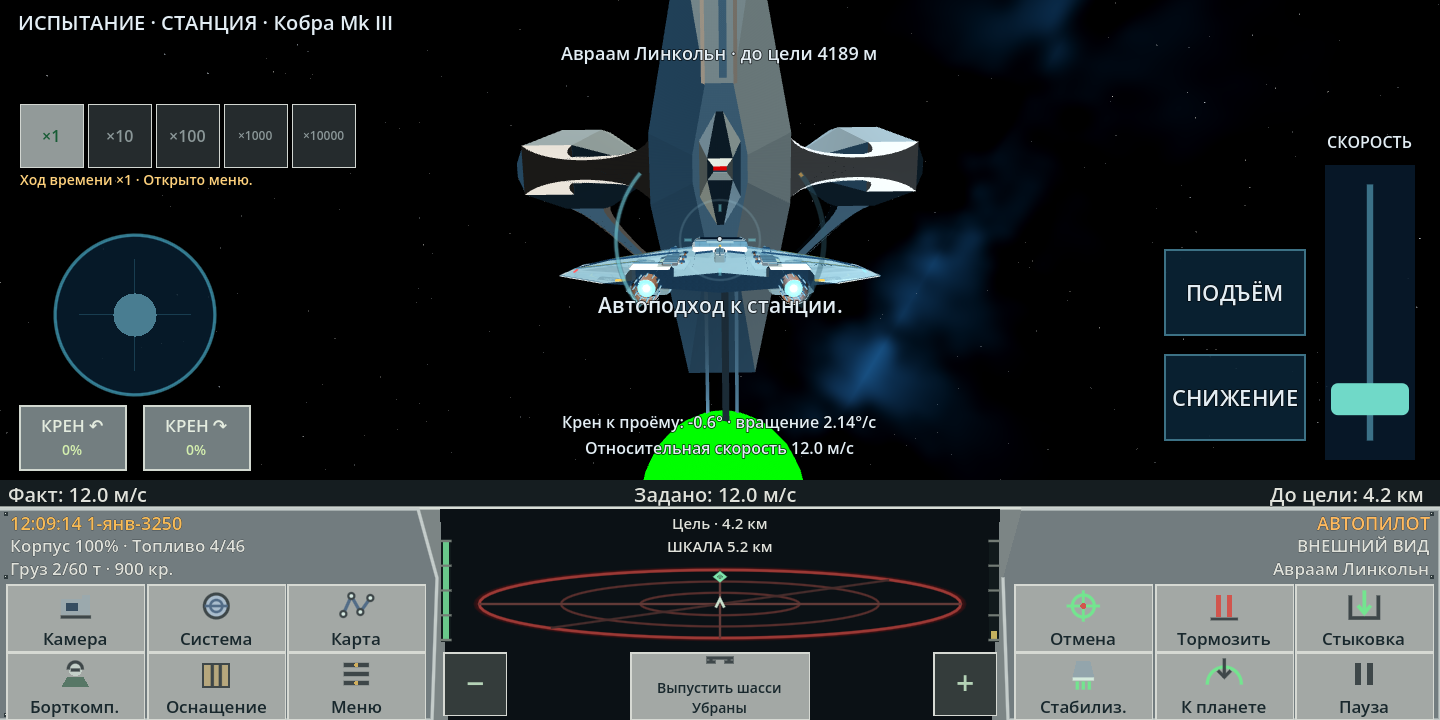 ИСПЫТАНИЕ · СТАНЦИЯ · Кобра Mk III
Авраам Линкольн · до цели 4189 м
×1
×10
×100
×1000
×10000
Ход времени ×1 · Открыто меню.
СКОРОСТЬ
ПОДЪЁМ
СНИЖЕНИЕ
Автоподход к станции.
КРЕН ↶
0%
КРЕН ↷
0%
Крен к проёму: -0.6° · вращение 2.14°/с
Относительная скорость 12.0 м/с
Факт: 12.0 м/с
Задано: 12.0 м/с
До цели: 4.2 км
12:09:14 1-янв-3250
Корпус 100% · Топливо 4/46
Груз 2/60 т · 900 кр.
Цель · 4.2 км
ШКАЛА 5.2 км
АВТОПИЛОТ
ВНЕШНИЙ ВИД
Авраам Линкольн
Камера
Система
Карта
Борткомп.
Оснащение
Меню
−
Выпустить шасси
Убраны
+
Отмена
Тормозить
Стыковка
Стабилиз.
К планете
Пауза